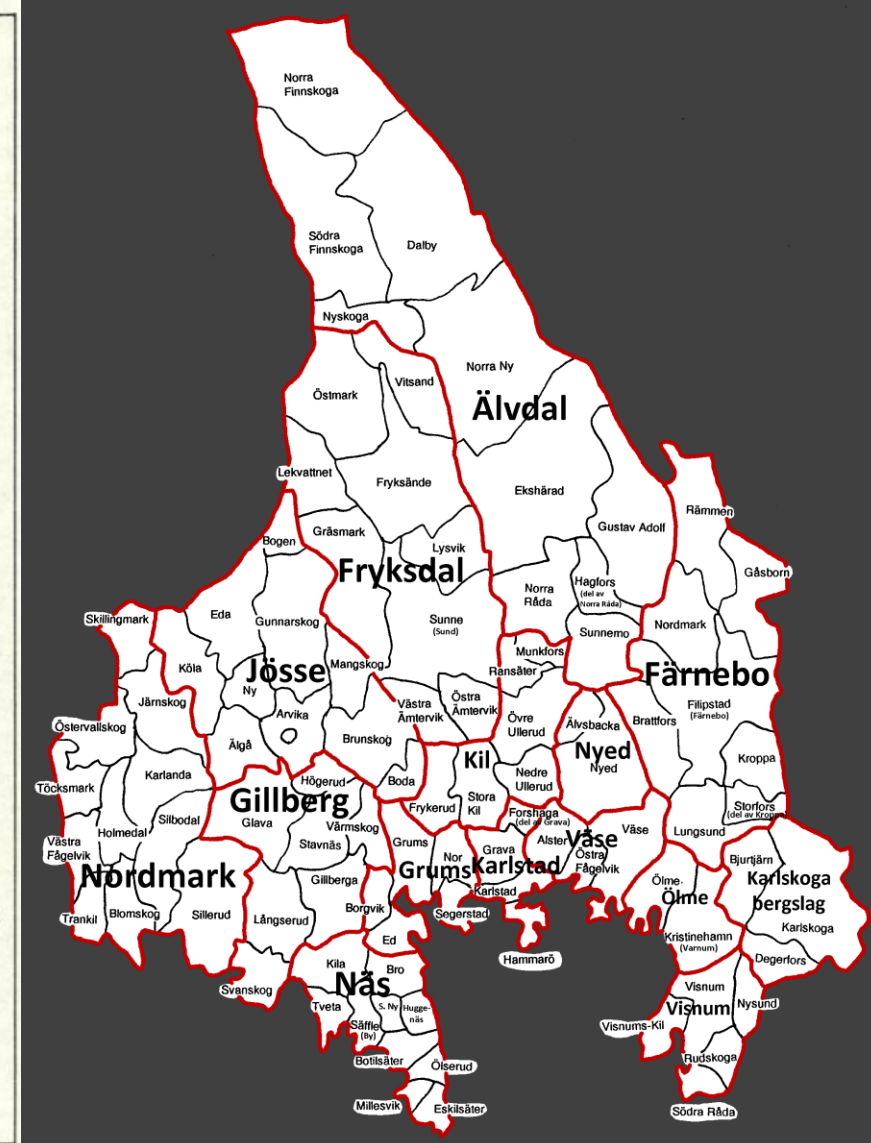 Norra
Finnskoga
Södra
Finnskoga
Dalby
Nyskoga
Norra Ny
Vitsand
Östmark
Älvdal
Lekvattnet
Fryksände
Ekshärad
Rämmen
Gustav Adolf
Gräsmark
Bogen
Lysvik
Gåsborn
Fryksdal
Hagfors
(del av
Norra Råda)
Norra
Råda
Skillingmark
Eda
Gunnarskog
Sunne
(Sund)
Sunnemo
Nordmark
Munkfors
Köla
Jösse
Mangskog
Ransäter
Färnebo
Ny
Järnskog
Västra
Ämtervik
Östra
Ämtervik
Filipstad
(Färnebo)
Arvika
Övre
Ullerud
Älvsbacka
Brattfors
Östervallskog
Älgå
Brunskog
Kil
Nyed
Nyed
Kroppa
Karlanda
Högerud
Boda
Nedre
Ullerud
Töcksmark
Gillberg
Stora
Kil
Storfors
(del av Kroppa)
Frykerud
Forshaga
(del av Grava)
Silbodal
Glava
Värmskog
Väse
Väse
Lungsund
Holmedal
Stavnäs
Grums
Alster
Västra
Fågelvik
Grava
Östra
Fågelvik
Nor
Bjurtjärn
Nordmark
Grums
Karlstad
Ölme
Ölme
Karlskoga
bergslag
Gillberga
Karlstad
Trankil
Blomskog
Sillerud
Långserud
Borgvik
Segerstad
Karlskoga
Ed
Kristinehamn
(Varnum)
Hammarö
Degerfors
Kila
Bro
Svanskog
Näs
Visnum
Nysund
Tveta
S. Ny
Hugge-
näs
Visnum
Säffle
(By)
Visnums-Kil
Botilsäter
Ölserud
Rudskoga
Millesvik
Eskilsäter
Södra Råda